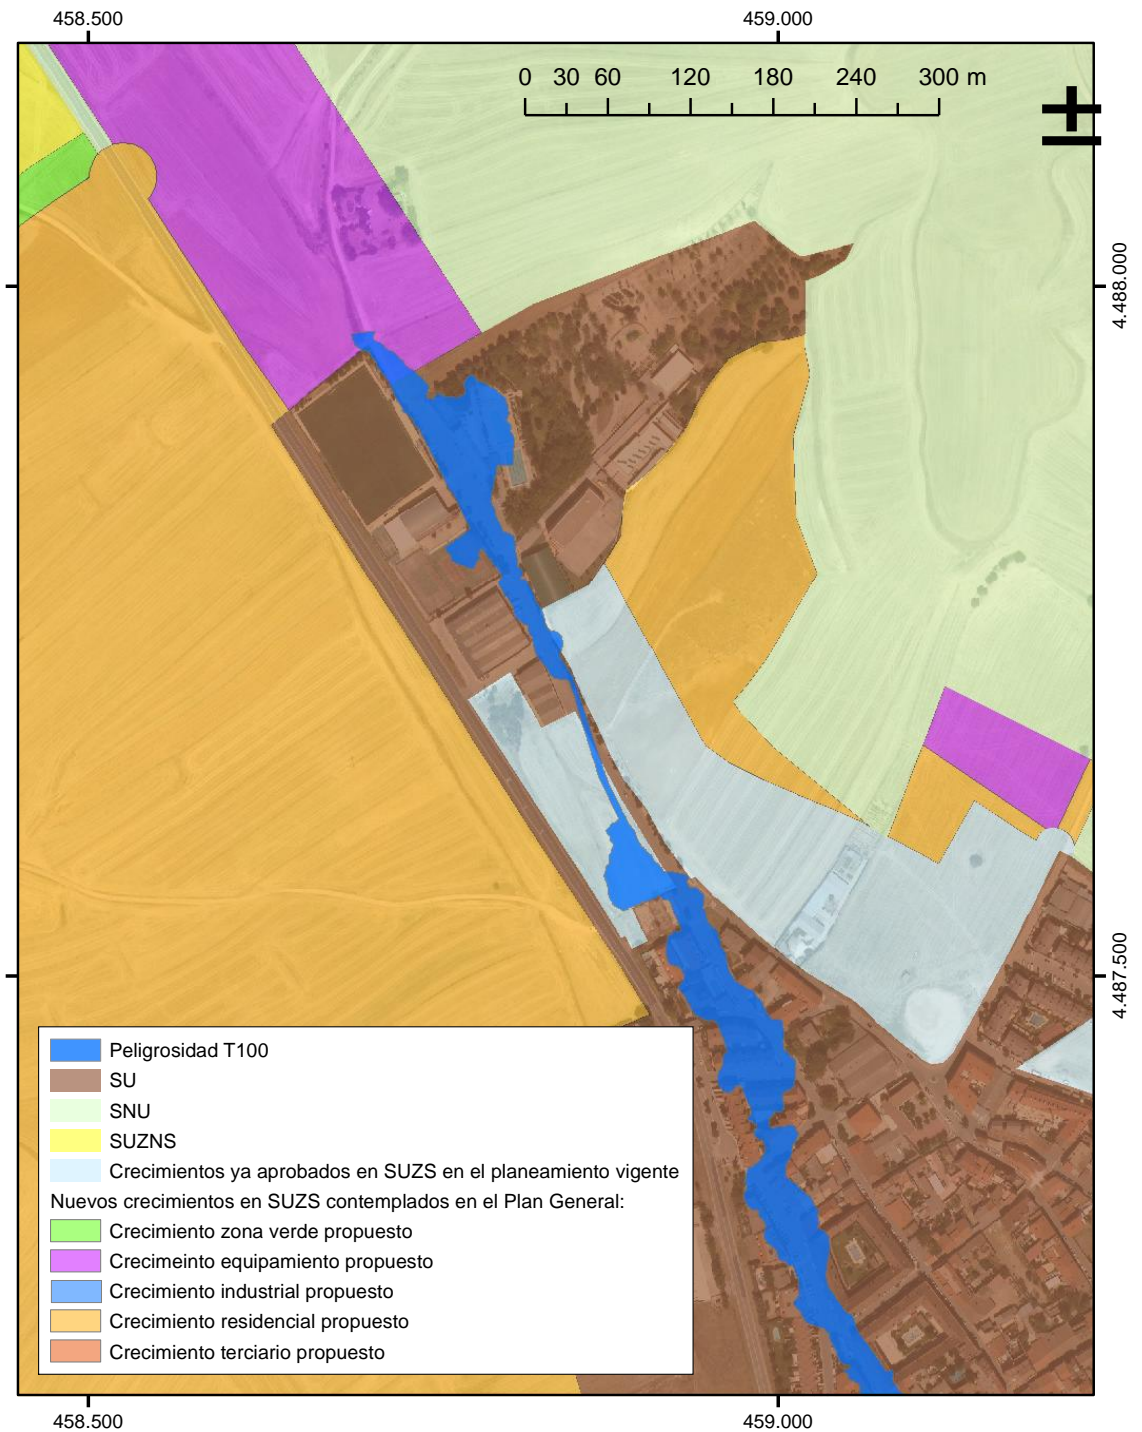 458.500 459.000
0 30 60 120 180 240 300 m
4.488.000
4.487.500
Peligrosidad T100
SU
SNU
SUZNS
Crecimientos ya aprobados en SUZS en el planeamiento vigente
Nuevos crecimientos en SUZS contemplados en el Plan General:
Crecimiento zona verde propuesto
Crecimeinto equipamiento propuesto
Crecimiento industrial propuesto
Crecimiento residencial propuesto
Crecimiento terciario propuesto
458.500 459.000